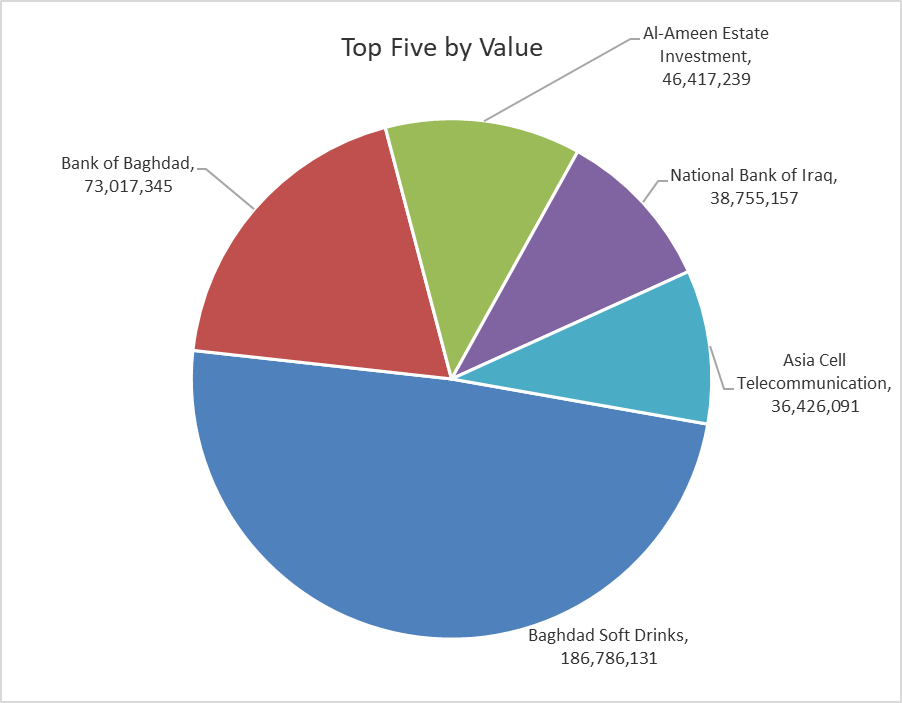 Top Five by Value
Al-Ameen Estate
Investment,
46,417,239
National Bank of Iraq,
38,755,157
Asia Cell
Telecommunication,
36,426,091
Baghdad Soft Drinks,
186,786,131
Bank of Baghdad,
73,017,345